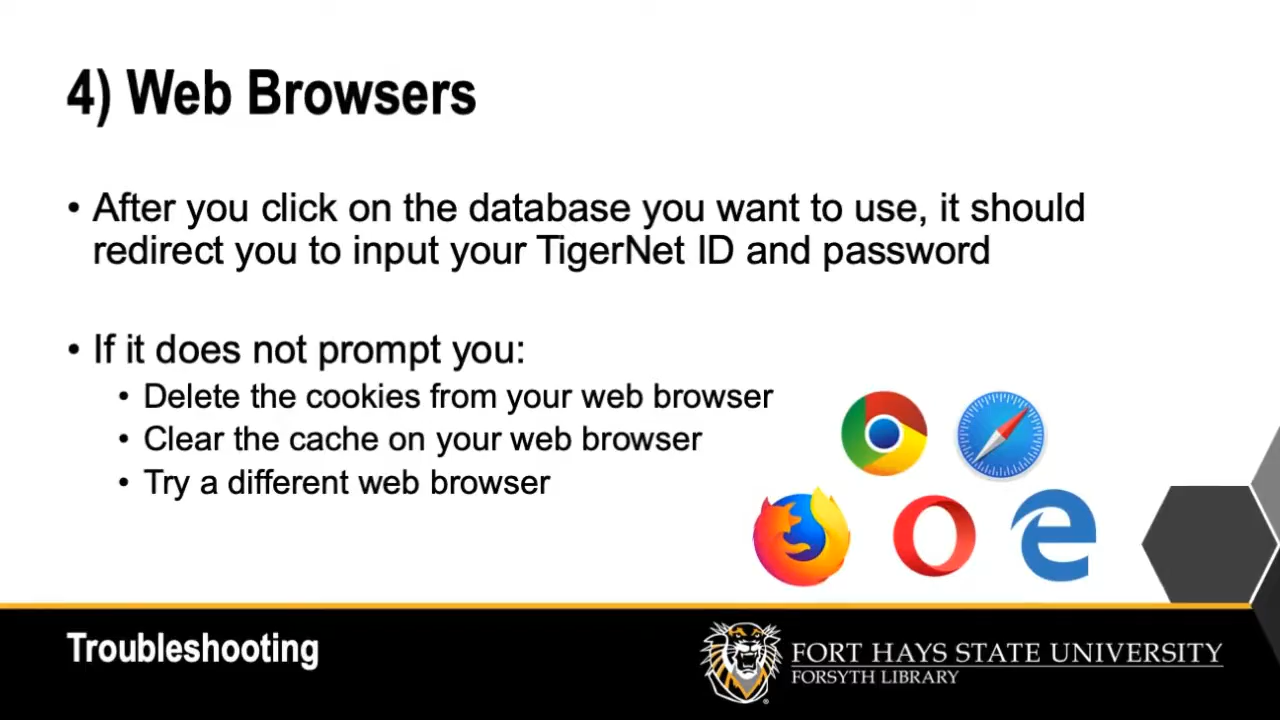 4) Web Browsers
• After you click on the database you want to use, it should
redirect you to input your TigerNet ID and password
• If it does not prompt you:
• Delete the cookies from your web browser
• Clear the cache on your web browser
• Try a different web browser
Troubleshooting
FORT HAYS STATE UNIVERSITY
FORSYTH LIBRARY